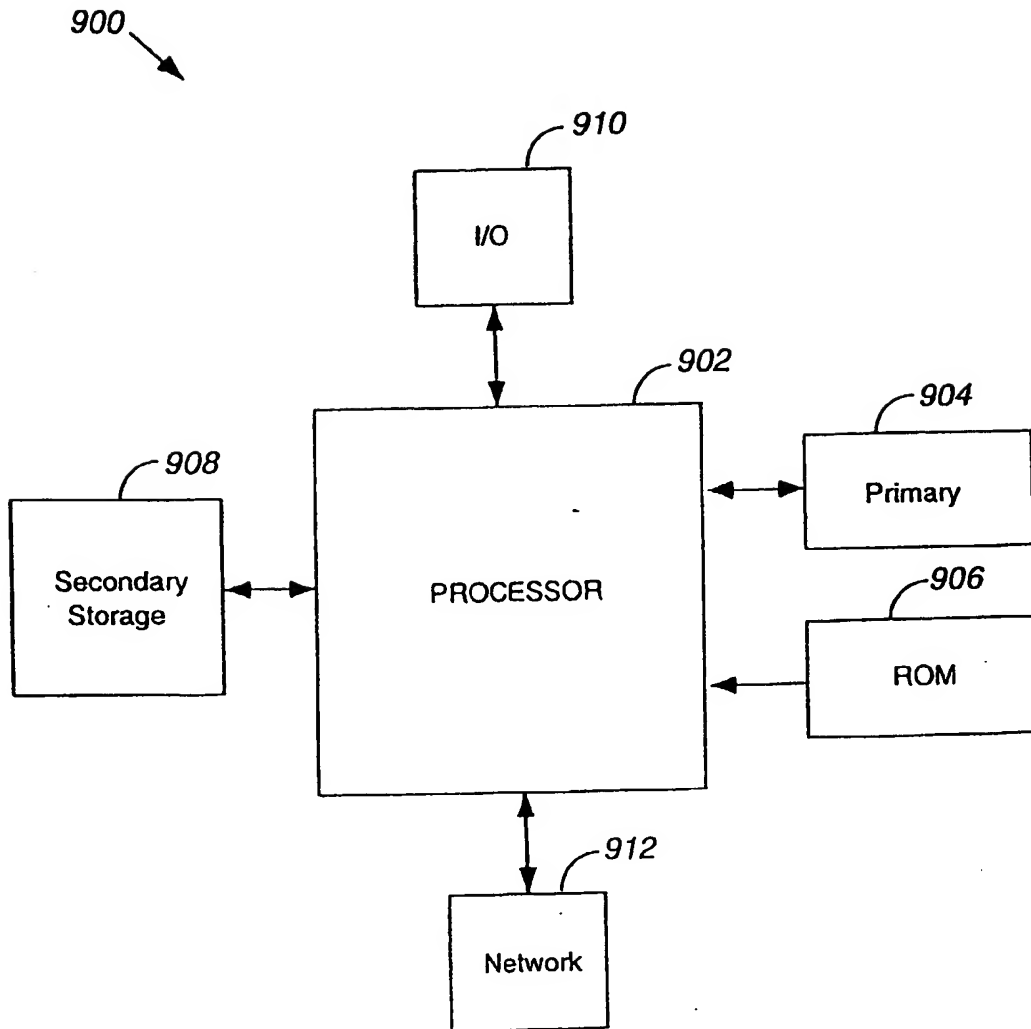 900
910
I/O
902
904
908
Primary
Secondary
Storage
PROCESSOR
906
ROM
912
Network